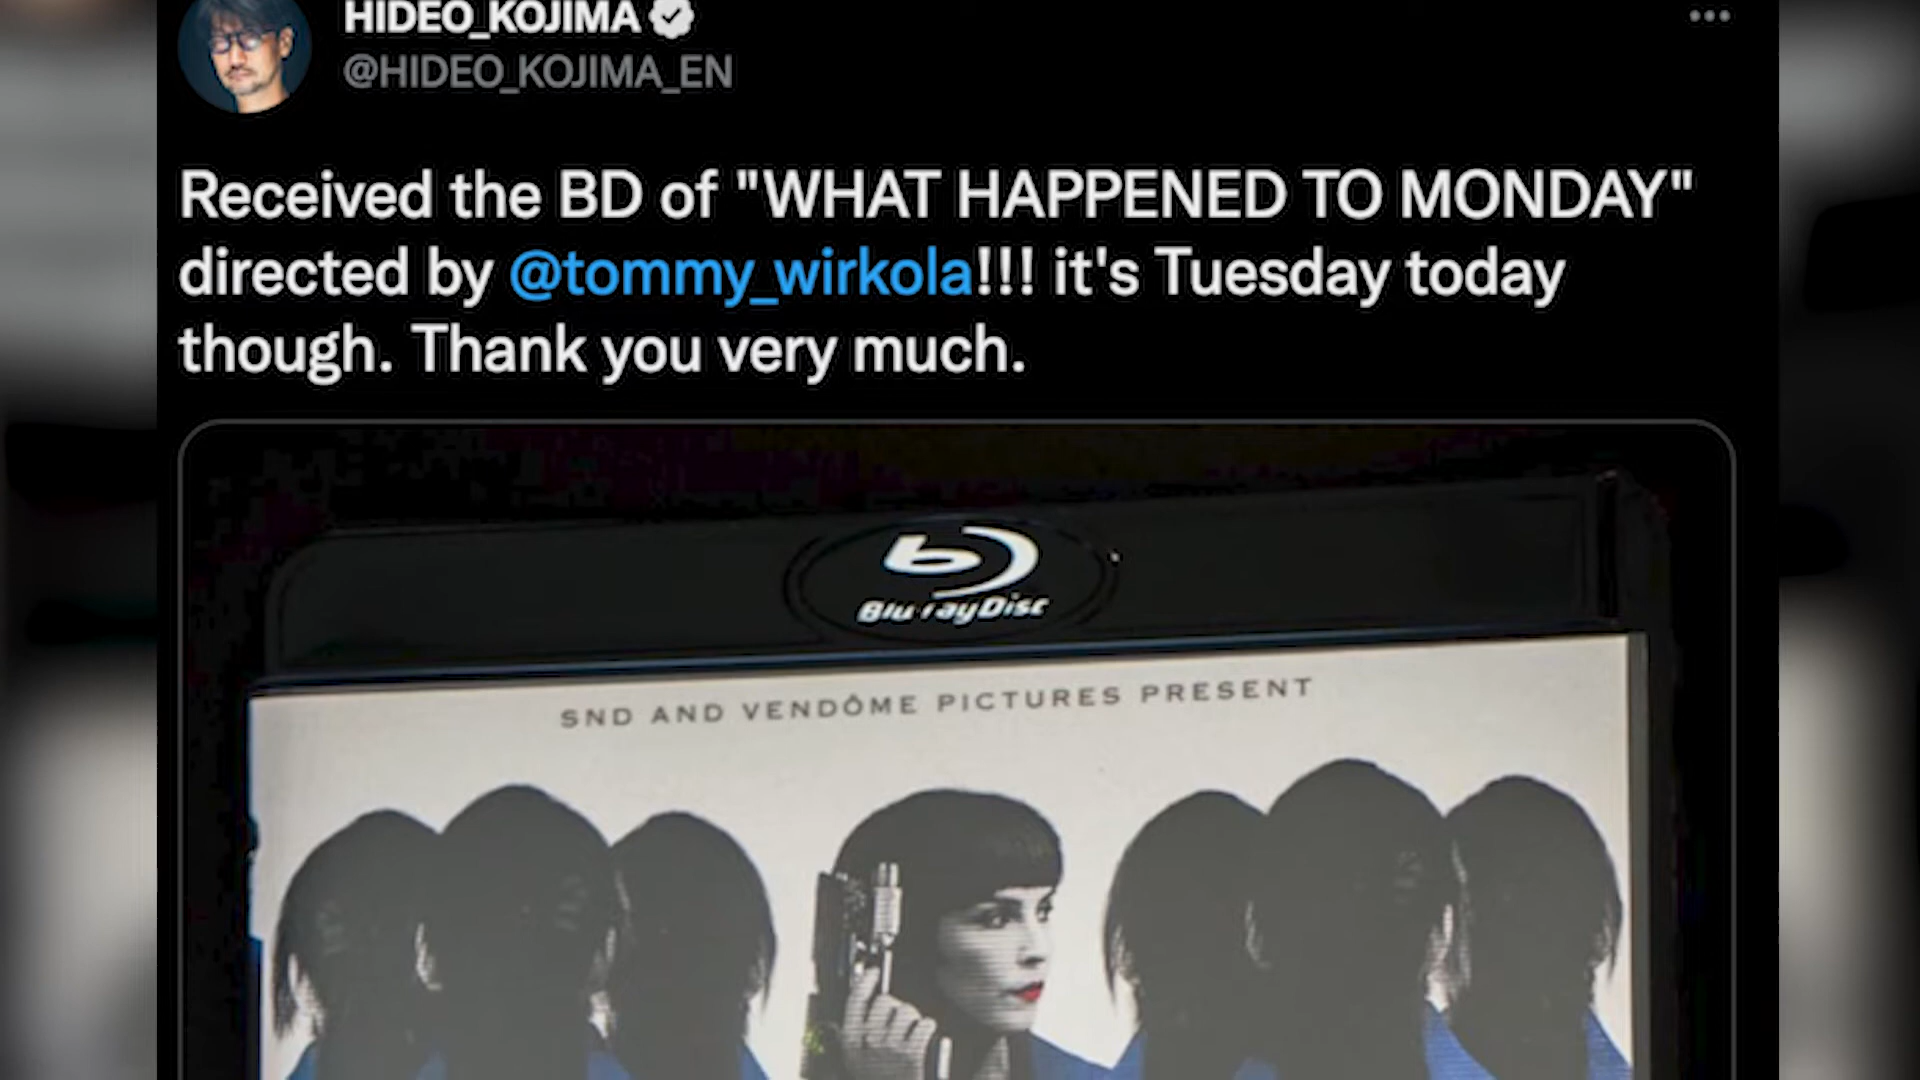 HIDEO_KOJIMA
@HIDEO_KOJIMA_EN
Received the BD of "WHAT HAPPENED TO MONDAY"
directed by @tommy_wirkola!!! it's Tuesday today
though. Thank you very much.
Blu-ray Disc
SND AND VENDÔME PICTURES PRESENT